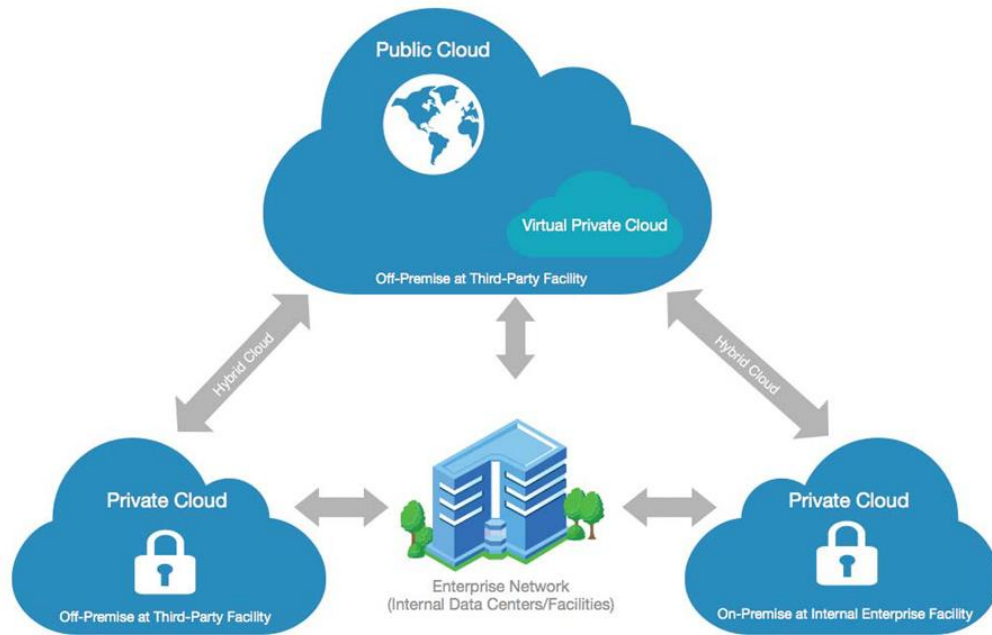 Public Cloud
Virtual Private Cloud
Off-Premise at Third-Party Facility
Hybrid Cloud
Hybrid Cloud
Private Cloud
Off-Premise at Third-Party Facility
Enterprise Network
(Internal Data Centers/Facilities)
Private Cloud
On-Premise at Internal Enterprise Facility